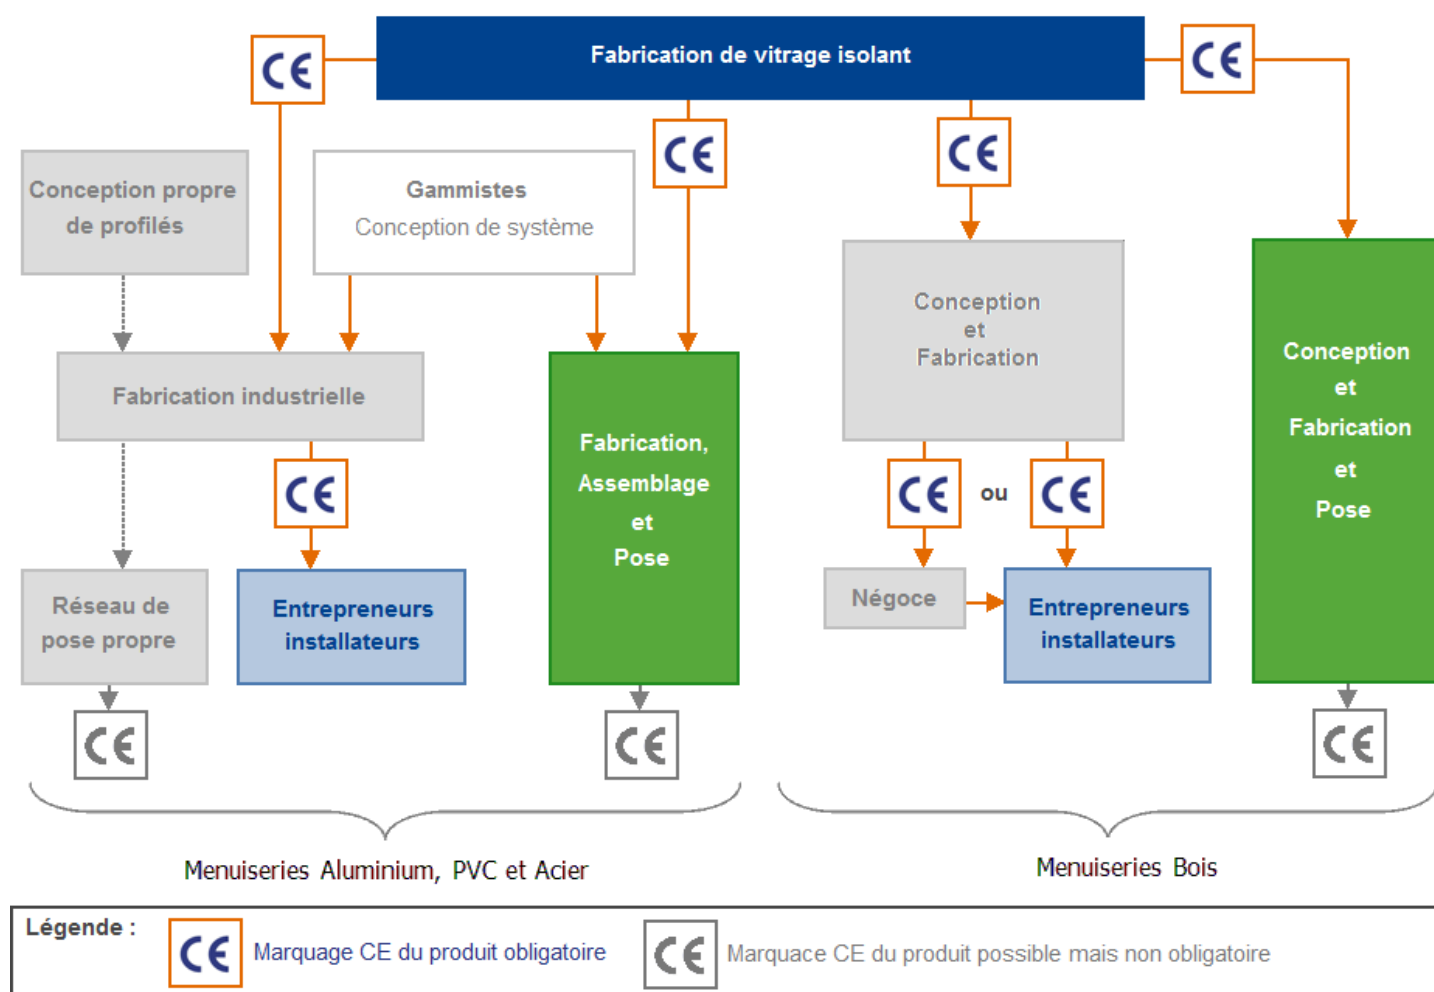 Fabrication de vitrage isolant
CE
CE
CE
CE
Conception propre
de profilés
Gammistes
Conception de système
Fabrication industrielle
Conception
et
Fabrication
Conception
et
Fabrication
et
Pose
Fabrication,
Assemblage
et
Pose
CE
CE
ou
CE
Réseau de
pose propre
Entrepreneurs
installateurs
Négoce
Entrepreneurs
installateurs
CE
CE
CE
Menuiseries Aluminium, PVC et Acier
Menuiseries Bois
Légende :
CE
Marquage CE du produit obligatoire
CE
Marquace CE du produit possible mais non obligatoire